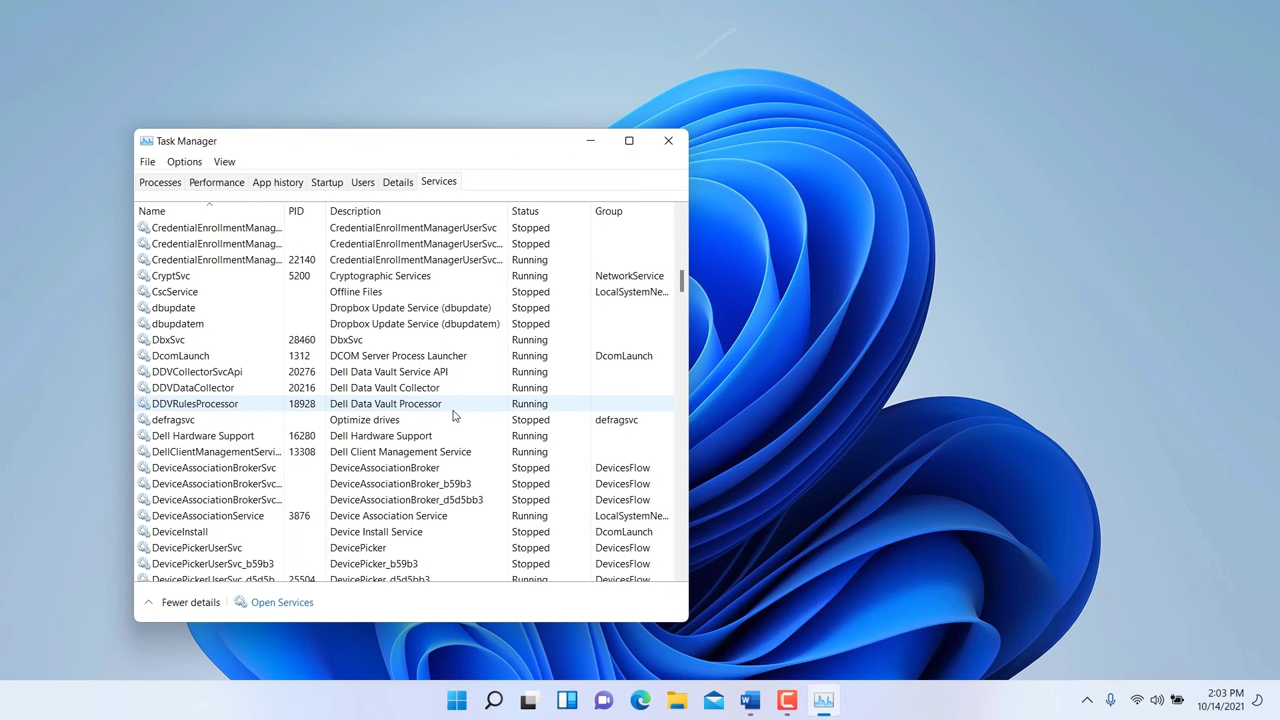 Task Manager
File Options View
Processes Performance App history Startup Users Details Services
Name PID Description Status Group
CredentialEnrollmentManag... CredentialEnrollmentManagerUserSvc Stopped
CredentialEnrollmentManag... CredentialEnrollmentManagerUserSvc... Stopped
CredentialEnrollmentManag... 22140 CredentialEnrollmentManagerUserSvc... Running
CryptSvc 5200 Cryptographic Services Running NetworkService
CscService Offline Files Stopped LocalSystemNe...
dbupdate Dropbox Update Service (dbupdate) Stopped
dbupdatem Dropbox Update Service (dbupdatem) Stopped
DbxSvc 28460 DbxSvc Running
DcomLaunch 1312 DCOM Server Process Launcher Running DcomLaunch
DDVCollectorSvcApi 20276 Dell Data Vault Service API Running
DDVDataCollector 20216 Dell Data Vault Collector Running
DDVRulesProcessor 18928 Dell Data Vault Processor Running
defragsvc Optimize drives Stopped defragsvc
Dell Hardware Support 16280 Dell Hardware Support Running
DellClientManagementServi... 13308 Dell Client Management Service Running
DeviceAssociationBrokerSvc DeviceAssociationBroker Stopped DevicesFlow
DeviceAssociationBrokerSvc... DeviceAssociationBroker_b59b3 Stopped DevicesFlow
DeviceAssociationBrokerSvc... DeviceAssociationBroker_d5d5bb3 Stopped DevicesFlow
DeviceAssociationService 3876 Device Association Service Running LocalSystemNe...
DeviceInstall Device Install Service Stopped DcomLaunch
DevicePickerUserSvc DevicePicker Stopped DevicesFlow
DevicePickerUserSvc_b59b3 DevicePicker_b59b3 Stopped DevicesFlow
DevicePickerUserSvc_d5d5b... 25504 DevicePicker_d5d5bb3 Running DevicesFlow
Fewer details Open Services
2:03 PM
10/14/2021